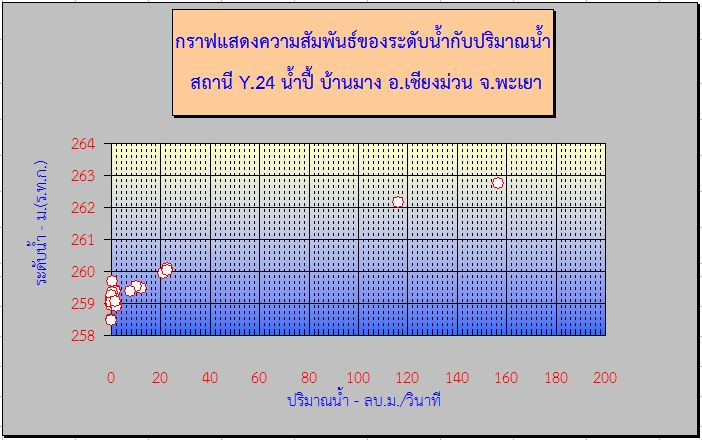 กราฟแสดงความสัมพันธ์ของระดับน้ำกับปริมาณน้ำ
สถานี Y.24 น้ำปี้ บ้านมาง อ.เชียงม่วน จ.พะเยา
ระดับน้ำ - ม.(ร.ท.ก.)
264
263
262
261
260
259
258
0 20 40 60 80 100 120 140 160 180 200
ปริมาณน้ำ - ลบ.ม./วินาที